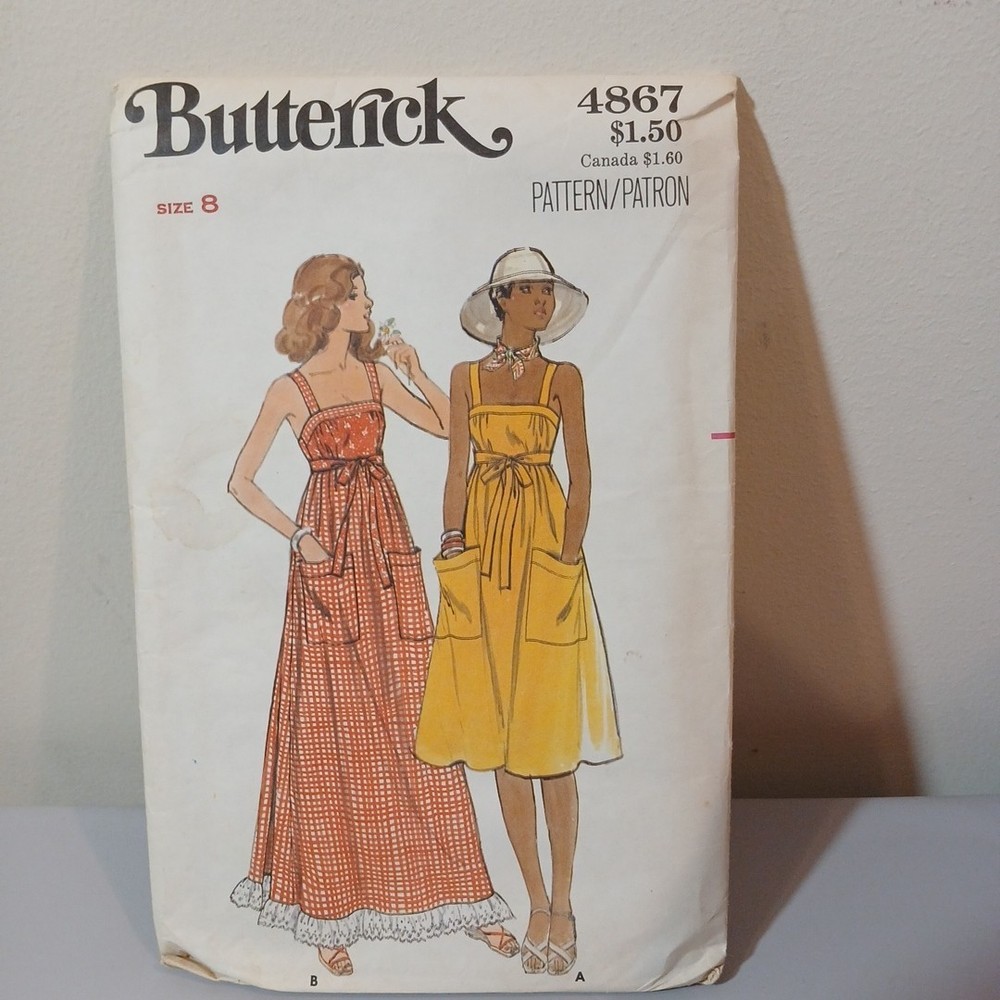 Butterick
4867
$1.50
Canada $1.60
SIZE 8
PATTERN/PATRON
B
A